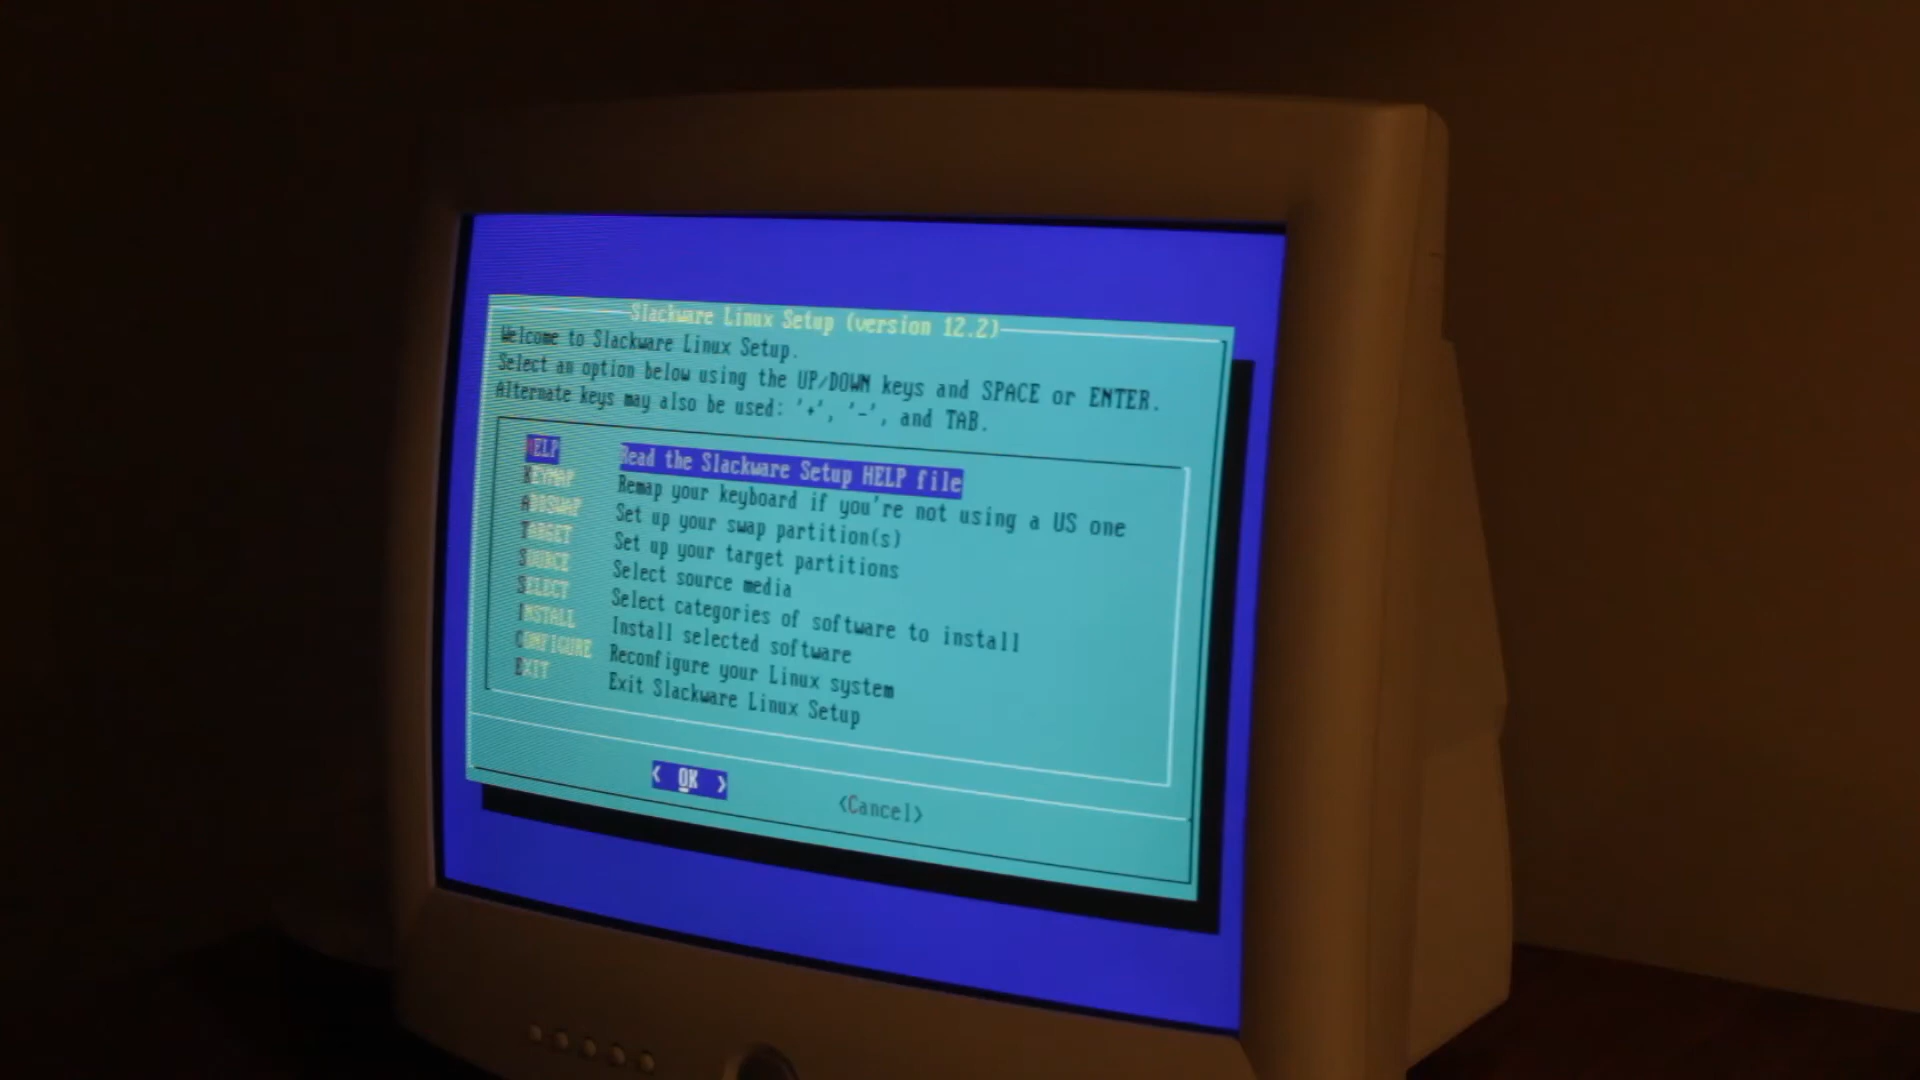 Slackware Linux Setup (version 12.2)
Welcome to Slackware Linux Setup.
Select an option below using the UP/DOWN keys and SPACE or ENTER.
Alternate keys may also be used: '+', '-', and TAB.
HELP Read the Slackware Setup HELP file
KEYMAP Remap your keyboard if you're not using a US one
ADDSWAP Set up your swap partition(s)
TARGET Set up your target partitions
SOURCE Select source media
SELECT Select categories of software to install
INSTALL Install selected software
CONFIGURE Reconfigure your Linux system
EXIT Exit Slackware Linux Setup
< OK > <Cancel>